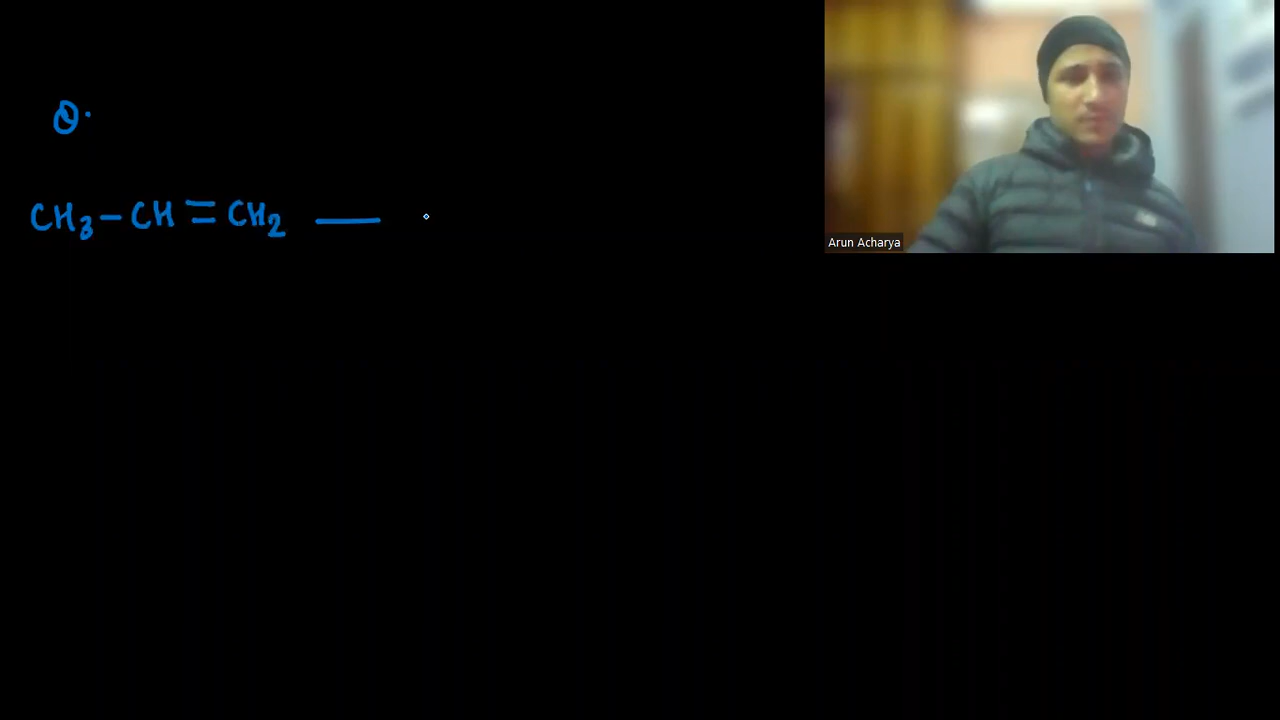 Q.
CH₃-CH=CH₂ —
Arun Acharya